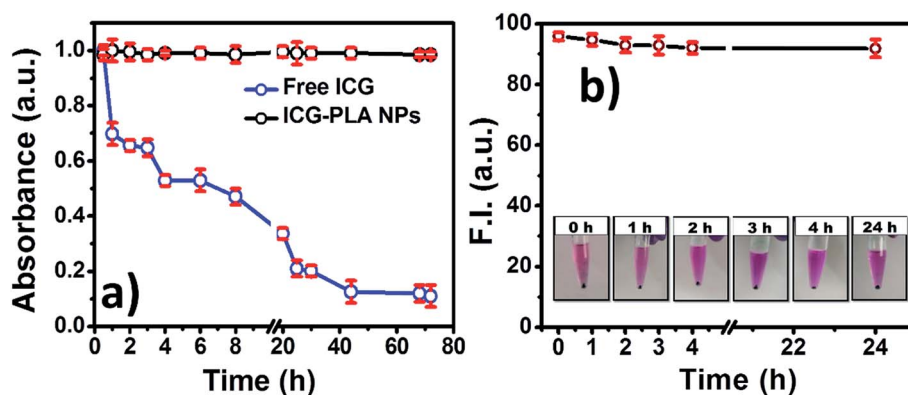 a)
Absorbance (a.u.)
1.0
0.8
0.6
0.4
0.2
0.0
Free ICG
ICG-PLA NPs
0 2 4 6 8 20 40 60 80
Time (h)
b)
F.I. (a.u.)
100
80
60
40
20
0
0 h 1 h 2 h 3 h 4 h 24 h
0 1 2 3 4 22 24
Time (h)